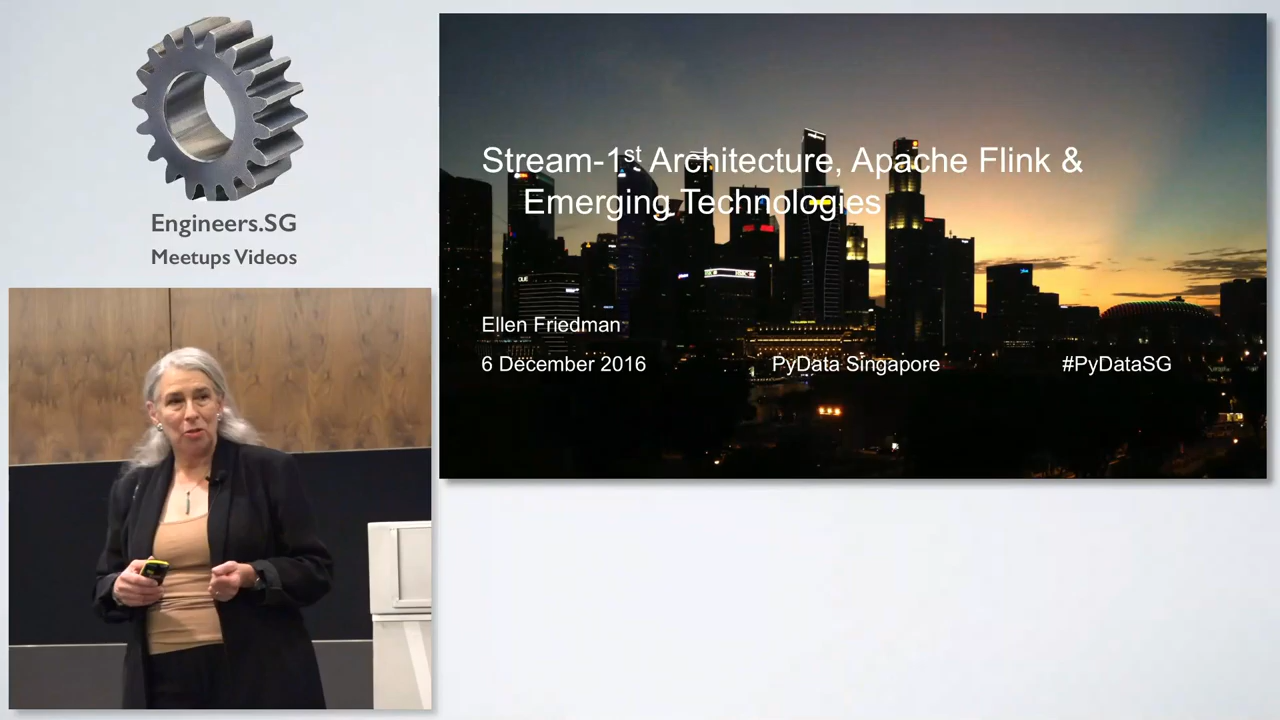 Engineers.SG
Meetups Videos
Stream-1st Architecture, Apache Flink &
Emerging Technologies
Ellen Friedman
6 December 2016 PyData Singapore #PyDataSG